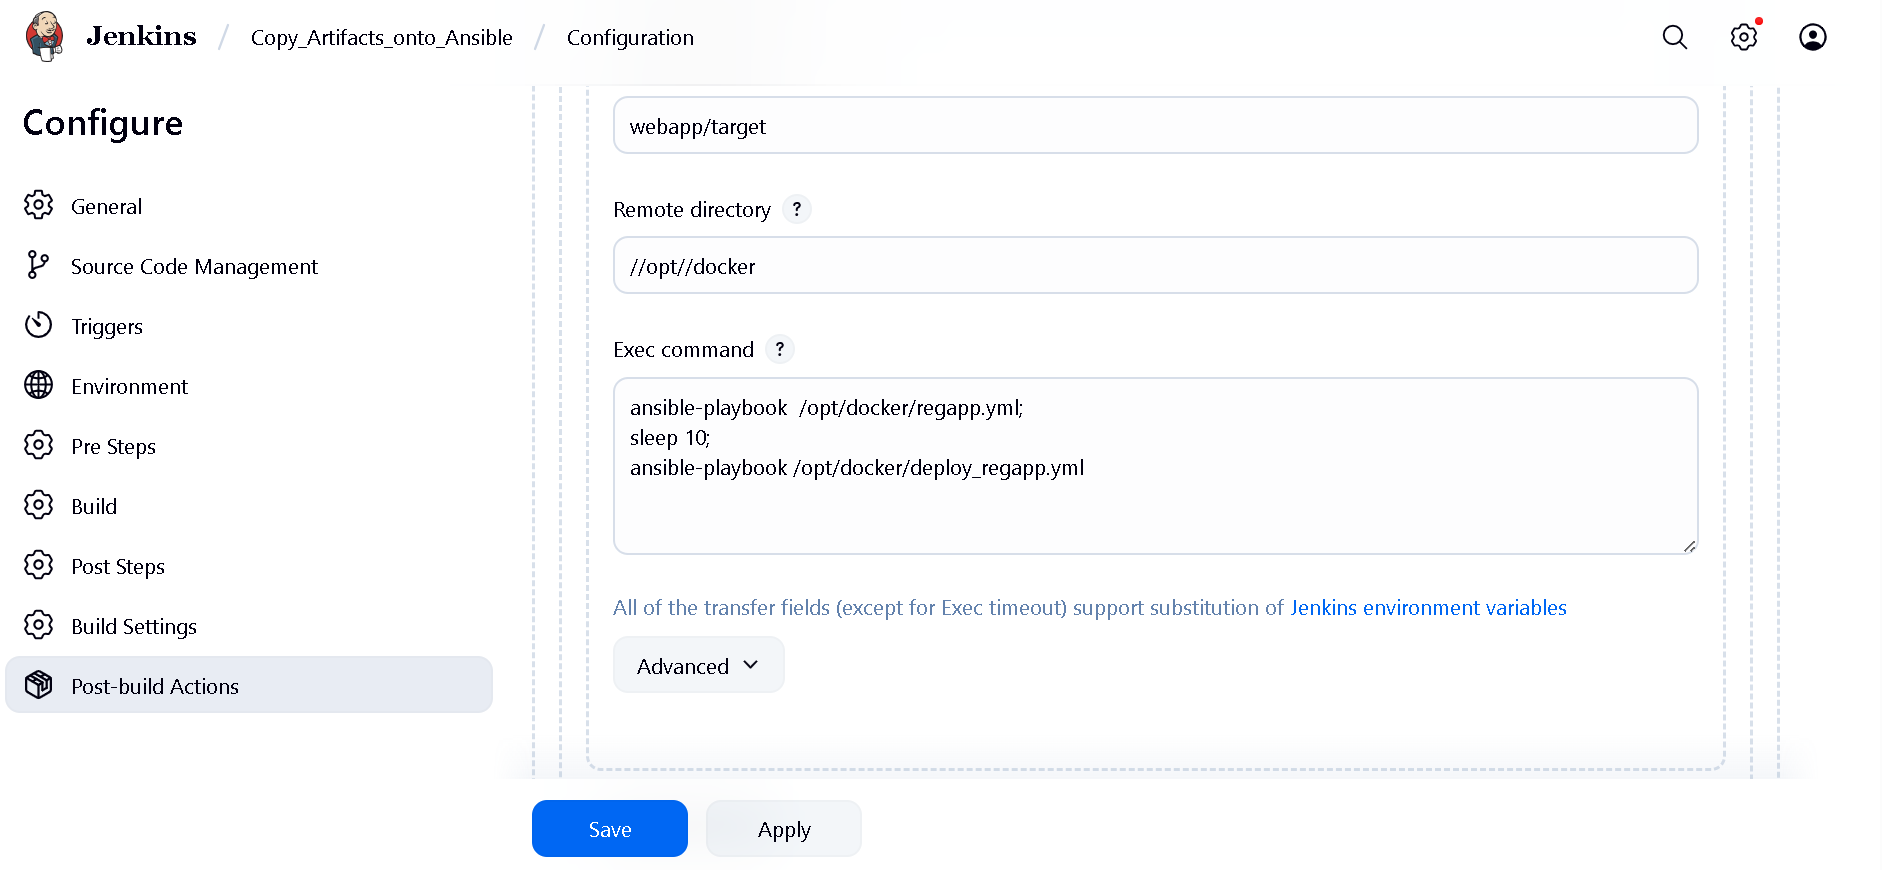 Jenkins / Copy_Artifacts_onto_Ansible / Configuration
Configure
General
Source Code Management
Triggers
Environment
Pre Steps
Build
Post Steps
Build Settings
Post-build Actions
webapp/target
Remote directory ?
//opt//docker
Exec command ?
ansible-playbook  /opt/docker/regapp.yml;
sleep 10;
ansible-playbook /opt/docker/deploy_regapp.yml
All of the transfer fields (except for Exec timeout) support substitution of Jenkins environment variables
Advanced
Save
Apply